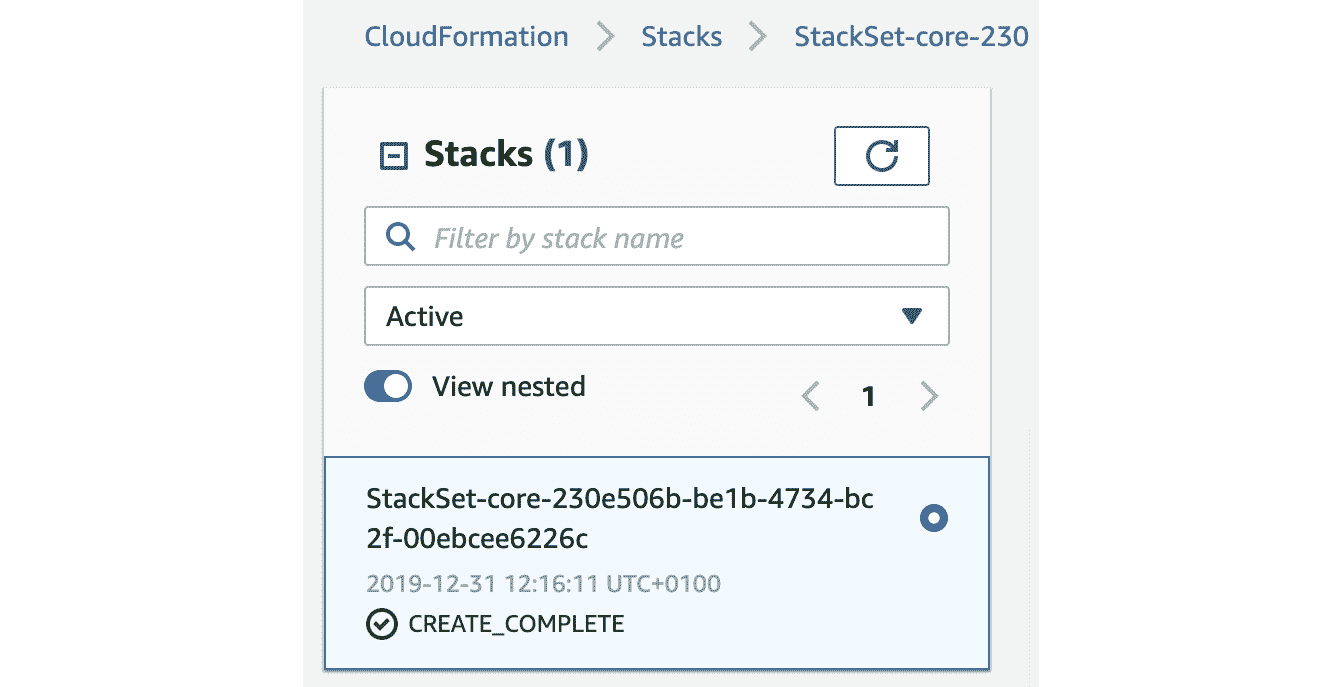 CloudFormation > Stacks > StackSet-core-230
Stacks (1)
Filter by stack name
Active
View nested
1
StackSet-core-230e506b-be1b-4734-bc
2f-00ebcee6226c
2019-12-31 12:16:11 UTC+0100
CREATE_COMPLETE